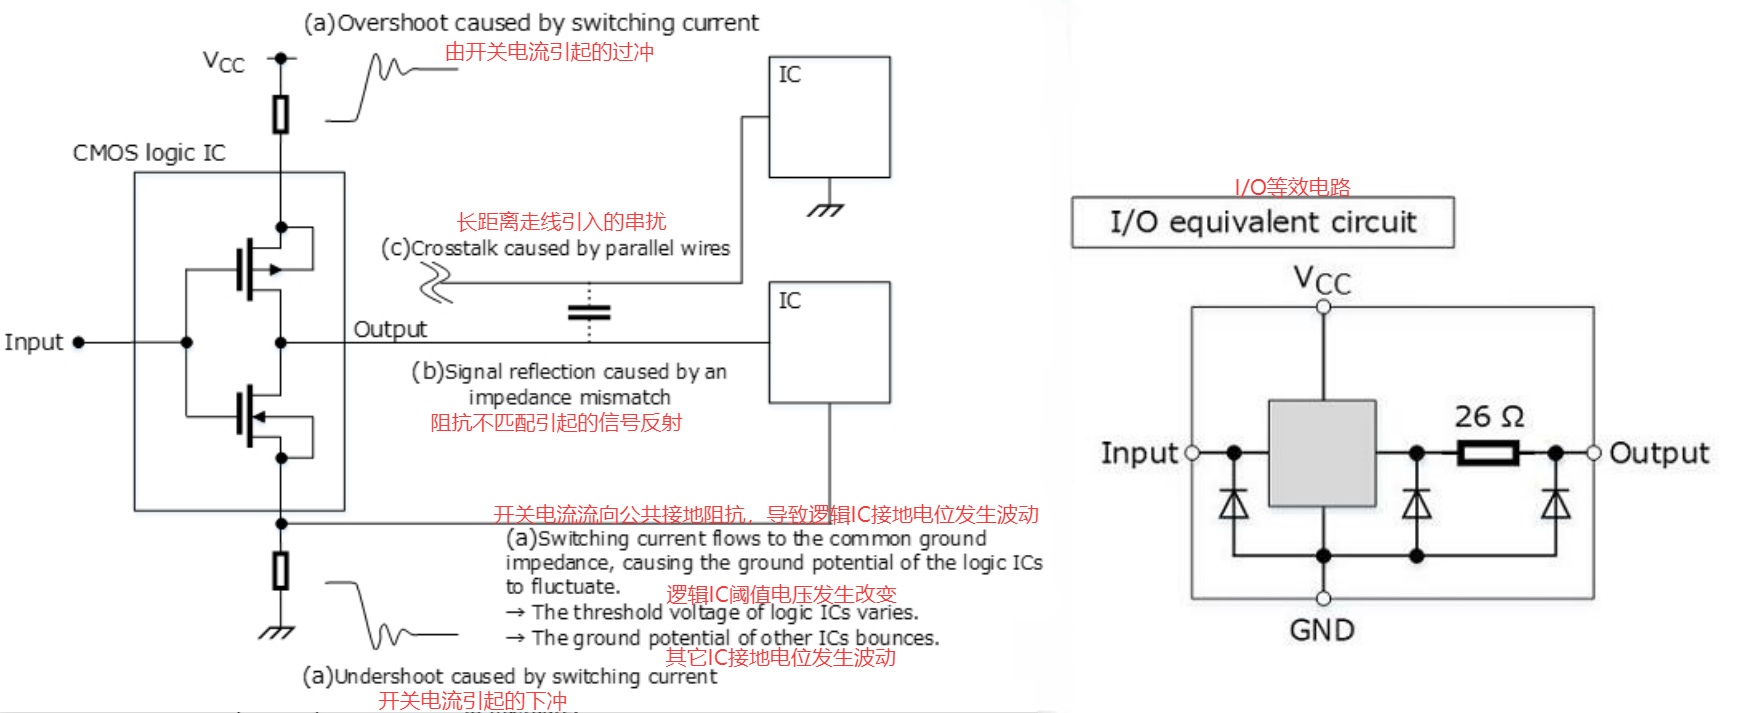 (a)Overshoot caused by switching current
由开关电流引起的过冲
VCC
IC
CMOS logic IC
长距离走线引入的串扰
(c)Crosstalk caused by parallel wires
IC
Input
Output
(b)Signal reflection caused by an
impedance mismatch
阻抗不匹配引起的信号反射
开关电流流向公共接地阻抗，导致逻辑IC接地电位发生波动
(a)Switching current flows to the common ground
impedance, causing the ground potential of the logic ICs
to fluctuate.
逻辑IC阈值电压发生改变
→ The threshold voltage of logic ICs varies.
→ The ground potential of other ICs bounces.
其它IC接地电位发生波动
(a)Undershoot caused by switching current
开关电流引起的下冲
I/O等效电路
I/O equivalent circuit
VCC
26 Ω
Input
Output
GND